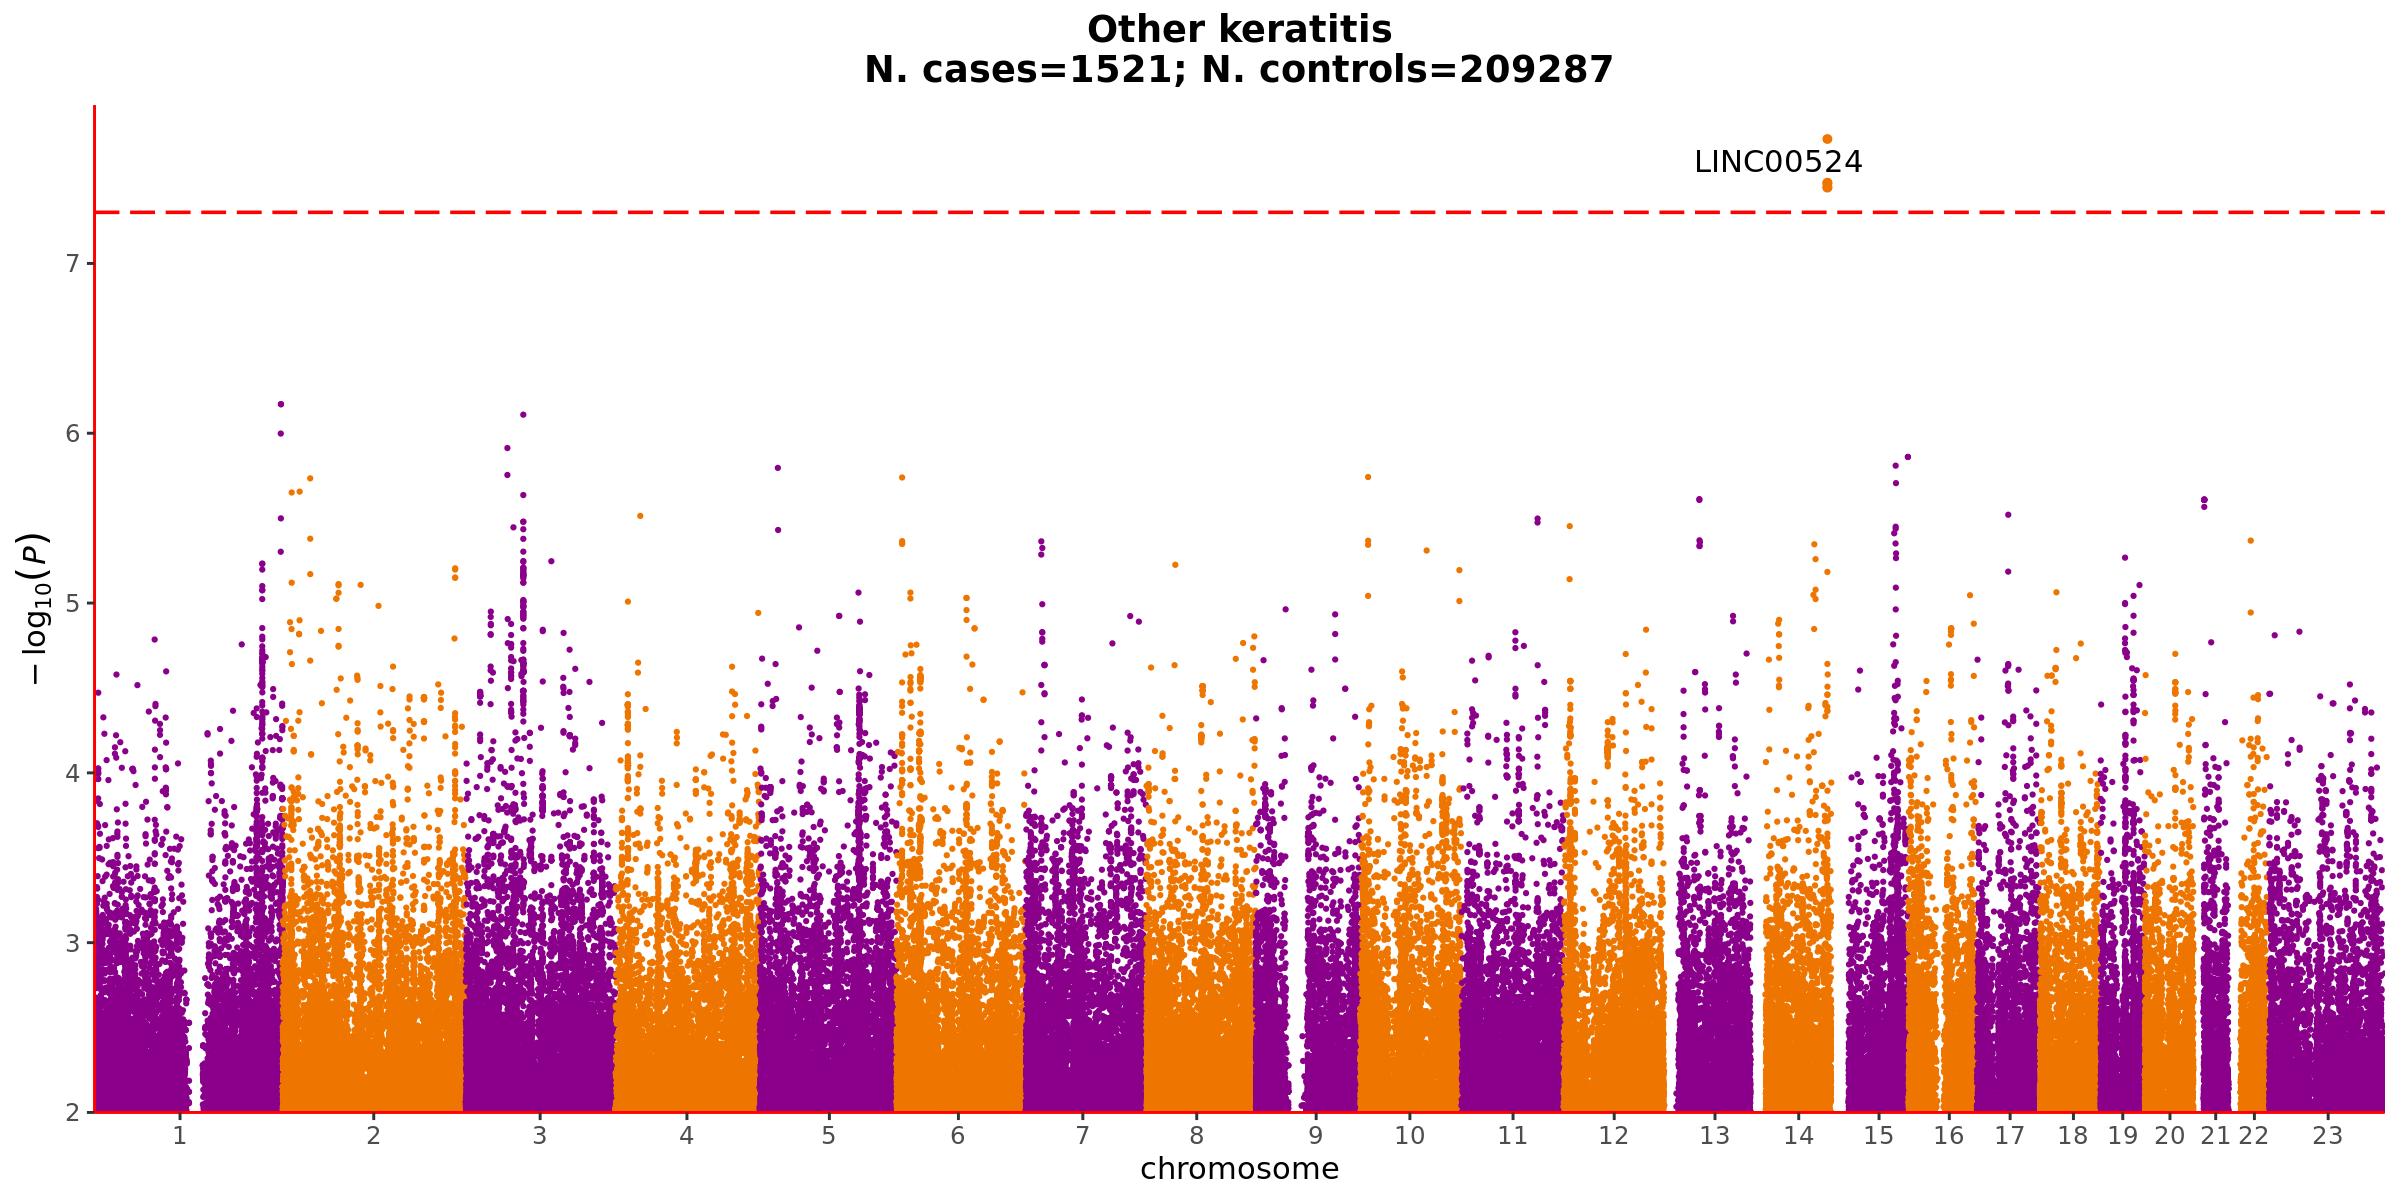 Other keratitis
N. cases=1521; N. controls=209287
LINC00524
7
6
5
4
3
2
−log10(P)
1 2 3 4 5 6 7 8 9 10 11 12 13 14 15 16 17 18 19 20 21 22 23
chromosome